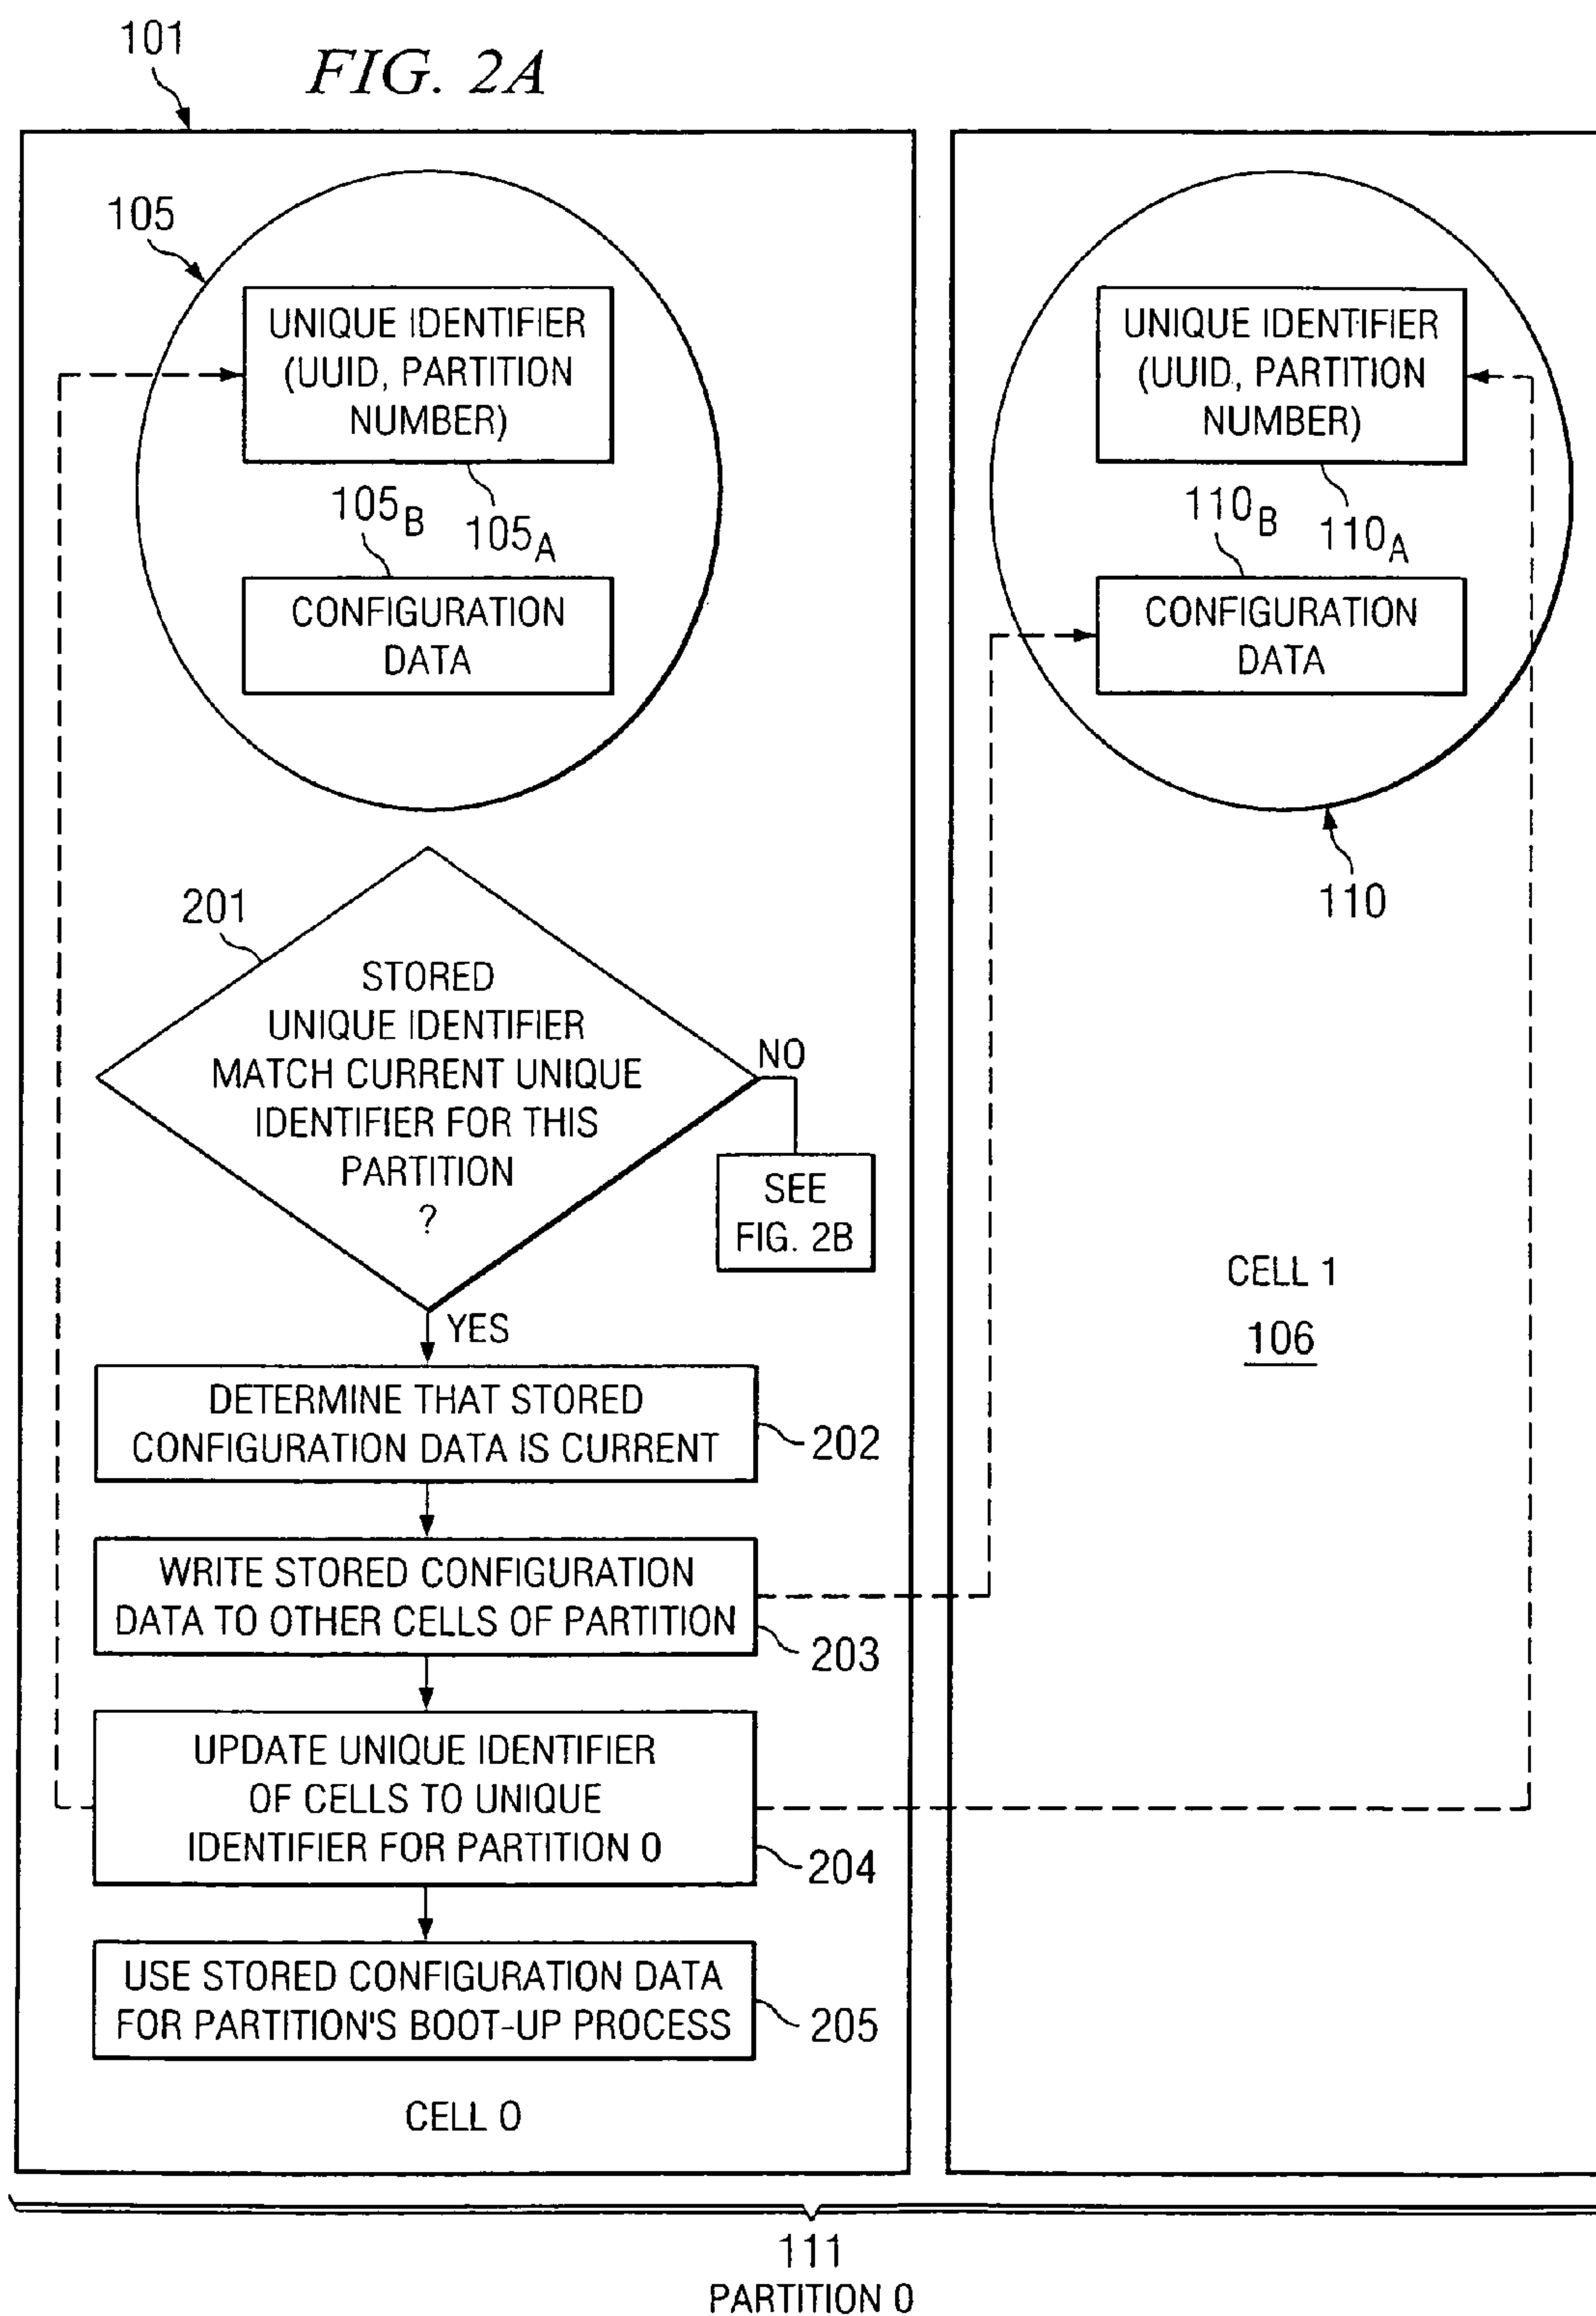 101
FIG. 2A
105
UNIQUE IDENTIFIER
(UUID, PARTITION
NUMBER)
105B
105A
CONFIGURATION
DATA
UNIQUE IDENTIFIER
(UUID, PARTITION
NUMBER)
110B
110A
CONFIGURATION
DATA
110
201
STORED
UNIQUE IDENTIFIER
MATCH CURRENT UNIQUE
IDENTIFIER FOR THIS
PARTITION
?
NO
SEE
FIG. 2B
YES
CELL 1
106
DETERMINE THAT STORED
CONFIGURATION DATA IS CURRENT
202
WRITE STORED CONFIGURATION
DATA TO OTHER CELLS OF PARTITION
203
UPDATE UNIQUE IDENTIFIER
OF CELLS TO UNIQUE
IDENTIFIER FOR PARTITION 0
204
USE STORED CONFIGURATION DATA
FOR PARTITION'S BOOT-UP PROCESS
205
CELL 0
111
PARTITION 0